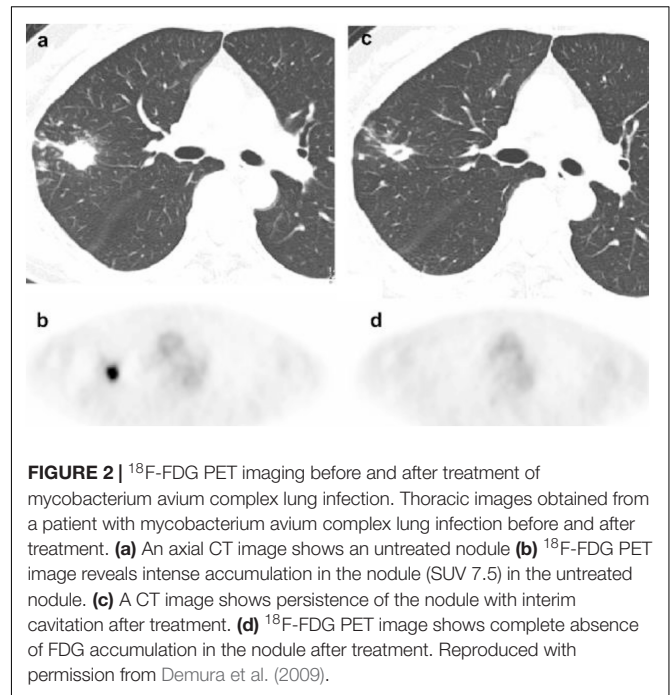 a
c
b
d
FIGURE 2 | ¹⁸F-FDG PET imaging before and after treatment of
mycobacterium avium complex lung infection. Thoracic images obtained from
a patient with mycobacterium avium complex lung infection before and after
treatment. (a) An axial CT image shows an untreated nodule (b) ¹⁸F-FDG PET
image reveals intense accumulation in the nodule (SUV 7.5) in the untreated
nodule. (c) A CT image shows persistence of the nodule with interim
cavitation after treatment. (d) ¹⁸F-FDG PET image shows complete absence
of FDG accumulation in the nodule after treatment. Reproduced with
permission from Demura et al. (2009).